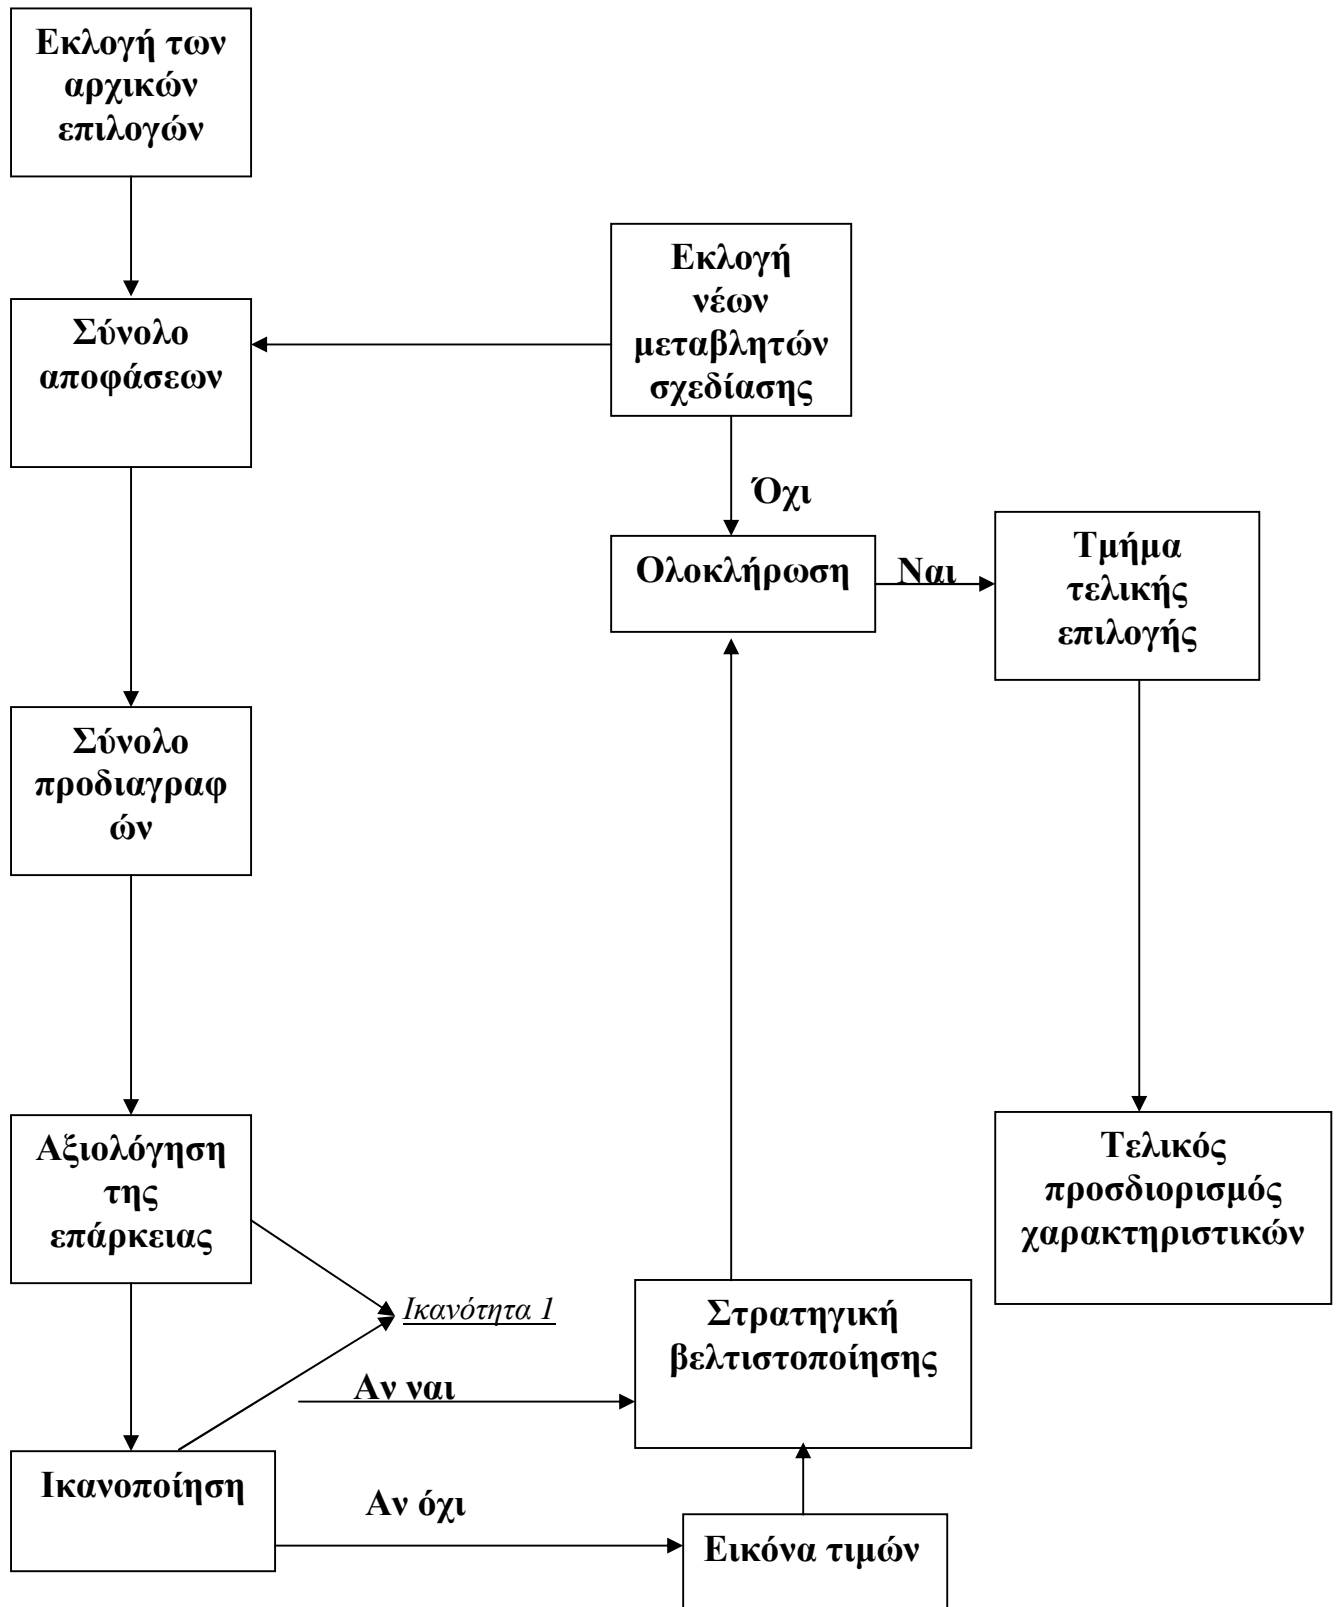 Εκλογή των
αρχικών
επιλογών
Εκλογή
νέων
μεταβλητών
σχεδίασης
Σύνολο
αποφάσεων
Όχι
Ολοκλήρωση
Ναι
Τμήμα
τελικής
επιλογής
Σύνολο
προδιαγραφ
ών
Αξιολόγηση
της
επάρκειας
Τελικός
προσδιορισμός
χαρακτηριστικών
Ικανότητα 1
Στρατηγική
βελτιστοποίησης
Αν ναι
Ικανοποίηση
Αν όχι
Εικόνα τιμών